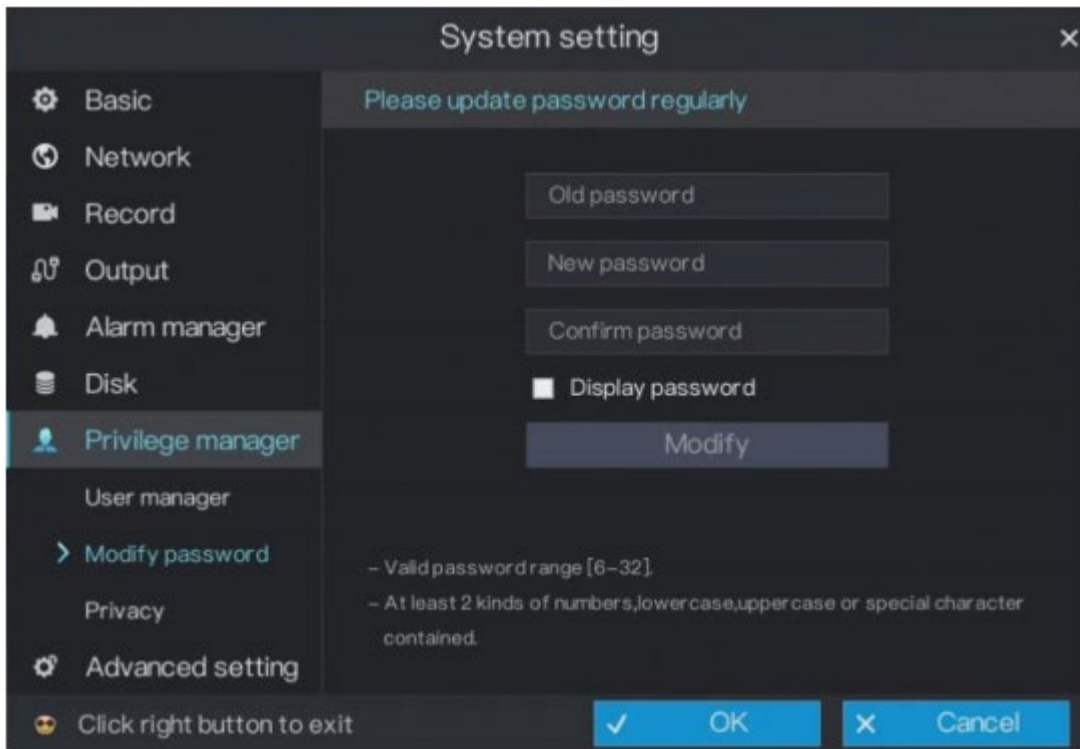 System setting
Basic
Network
Record
Output
Alarm manager
Disk
Privilege manager
User manager
Modify password
Privacy
Advanced setting
Please update password regularly
Old password
New password
Confirm password
Display password
Modify
– Valid password range [6–32].
– At least 2 kinds of numbers,lowercase,uppercase or special character
contained.
Click right button to exit
OK
Cancel